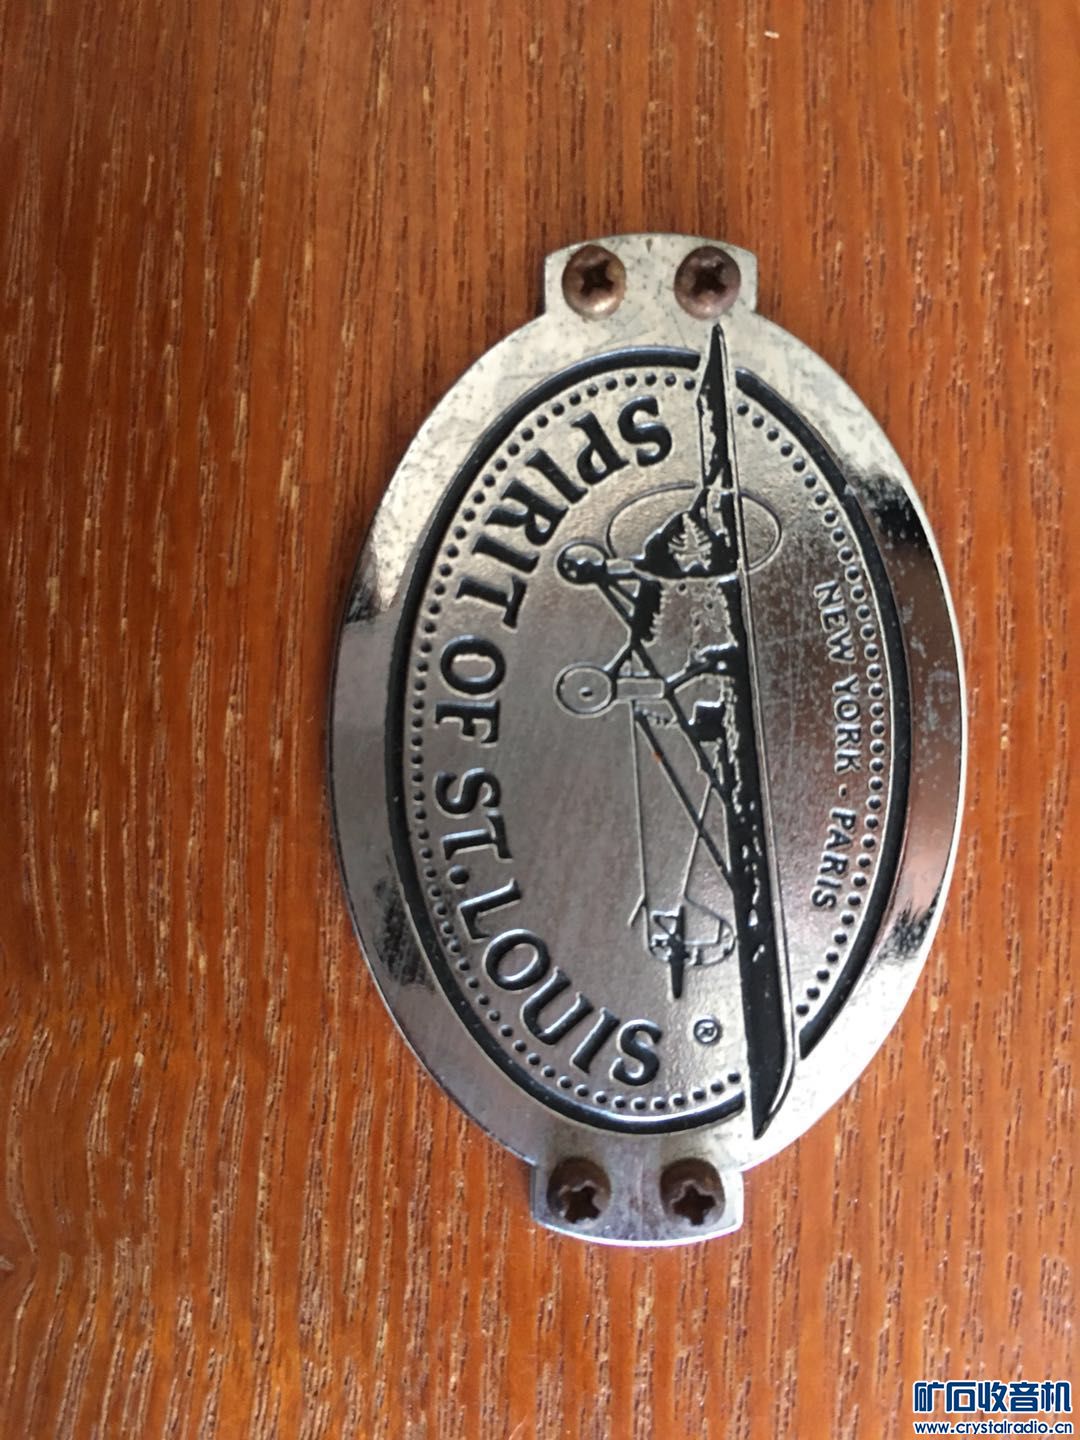 NEW YORK - PARIS
SPIRIT OF ST. LOUIS
®
矿石收音机
www.crystalradio.cn